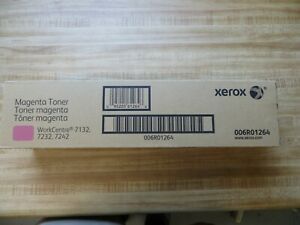 Magenta Toner
Toner magenta
Tóner magenta
WorkCentre® 7132,
7232, 7242
xerox
006R01264
006R01264
www.xerox.com